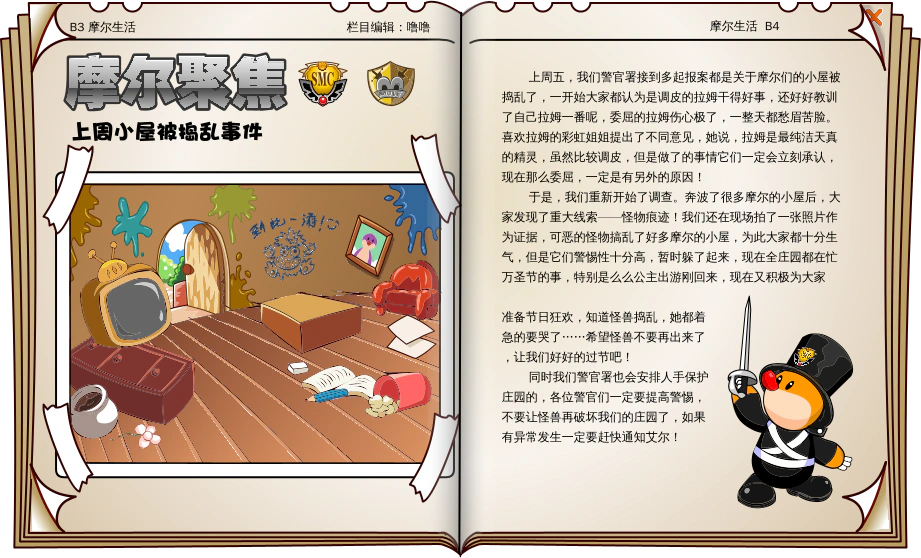 B3 摩尔生活
栏目编辑：噜噜
摩尔聚焦
SMC
上周小屋被捣乱事件
到此一游!
摩尔生活 B4
上周五，我们警官署接到多起报案都是关于摩尔们的小屋被
捣乱了，一开始大家都认为是调皮的拉姆干得好事，还好好教训
了自己拉姆一番呢，委屈的拉姆伤心极了，一整天都愁眉苦脸。
喜欢拉姆的彩虹姐姐提出了不同意见，她说，拉姆是最纯洁天真
的精灵，虽然比较调皮，但是做了的事情它们一定会立刻承认，
现在那么委屈，一定是有另外的原因！
于是，我们重新开始了调查。奔波了很多摩尔的小屋后，大
家发现了重大线索——怪物痕迹！我们还在现场拍了一张照片作
为证据，可恶的怪物搞乱了好多摩尔的小屋，为此大家都十分生
气，但是它们警惕性十分高，暂时躲了起来，现在全庄园都在忙
万圣节的事，特别是么么公主出游刚回来，现在又积极为大家
准备节日狂欢，知道怪兽捣乱，她都着
急的要哭了……希望怪兽不要再出来了
，让我们好好的过节吧！
同时我们警官署也会安排人手保护
庄园的，各位警官们一定要提高警惕，
不要让怪兽再破坏我们的庄园了，如果
有异常发生一定要赶快通知艾尔！